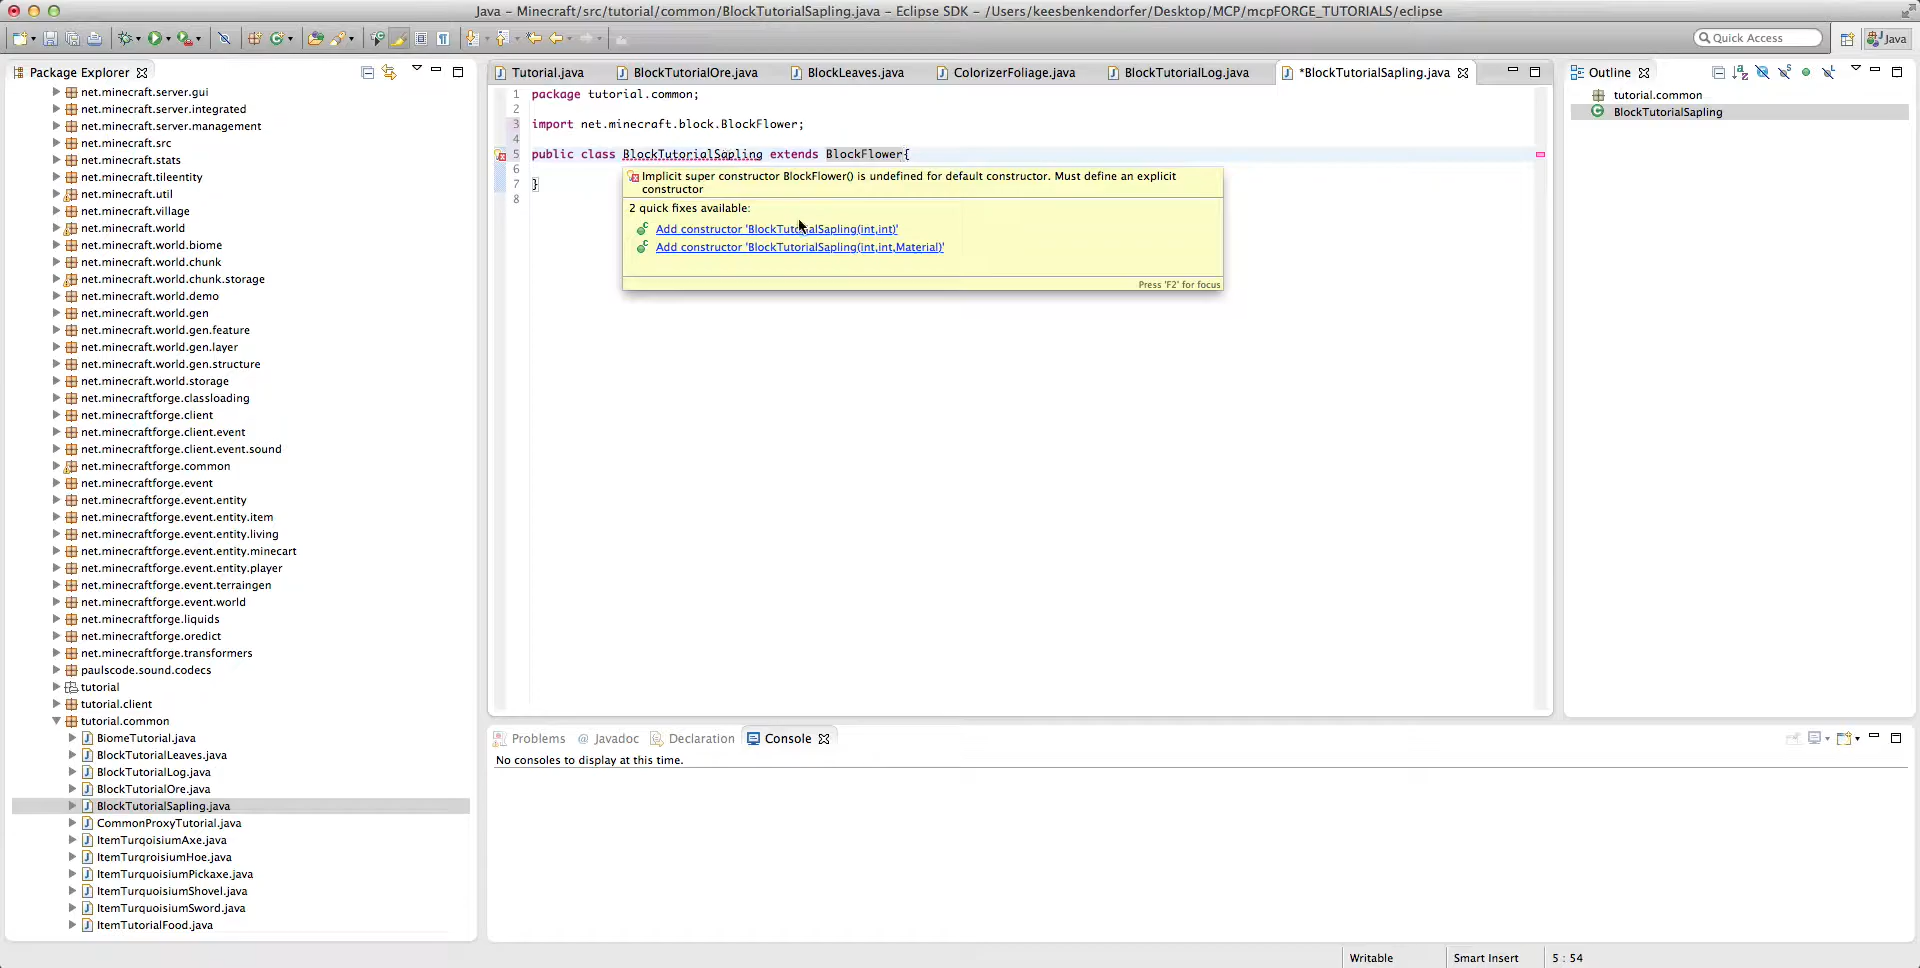 Java - Minecraft/src/tutorial/common/BlockTutorialSapling.java - Eclipse SDK - /Users/keesbenkendorfer/Desktop/MCP/mcpFORGE_TUTORIALS/eclipse
Quick Access
Java
Package Explorer
net.minecraft.server.gui
net.minecraft.server.integrated
net.minecraft.server.management
net.minecraft.src
net.minecraft.stats
net.minecraft.tileentity
net.minecraft.util
net.minecraft.village
net.minecraft.world
net.minecraft.world.biome
net.minecraft.world.chunk
net.minecraft.world.chunk.storage
net.minecraft.world.demo
net.minecraft.world.gen
net.minecraft.world.gen.feature
net.minecraft.world.gen.layer
net.minecraft.world.gen.structure
net.minecraft.world.storage
net.minecraftforge.classloading
net.minecraftforge.client
net.minecraftforge.client.event
net.minecraftforge.client.event.sound
net.minecraftforge.common
net.minecraftforge.event
net.minecraftforge.event.entity
net.minecraftforge.event.entity.item
net.minecraftforge.event.entity.living
net.minecraftforge.event.entity.minecart
net.minecraftforge.event.entity.player
net.minecraftforge.event.terraingen
net.minecraftforge.event.world
net.minecraftforge.liquids
net.minecraftforge.oredict
net.minecraftforge.transformers
paulscode.sound.codecs
tutorial
tutorial.client
tutorial.common
BiomeTutorial.java
BlockTutorialLeaves.java
BlockTutorialLog.java
BlockTutorialOre.java
BlockTutorialSapling.java
CommonProxyTutorial.java
ItemTurqoisiumAxe.java
ItemTurqroisiumHoe.java
ItemTurquoisiumPickaxe.java
ItemTurquoisiumShovel.java
ItemTurquoisiumSword.java
ItemTutorialFood.java
Tutorial.java BlockTutorialOre.java BlockLeaves.java ColorizerFoliage.java BlockTutorialLog.java *BlockTutorialSapling.java
1 package tutorial.common;
2
3 import net.minecraft.block.BlockFlower;
4
5 public class BlockTutorialSapling extends BlockFlower{
6
7 }
8
Implicit super constructor BlockFlower() is undefined for default constructor. Must define an explicit
constructor
2 quick fixes available:
Add constructor 'BlockTutorialSapling(int,int)'
Add constructor 'BlockTutorialSapling(int,int,Material)'
Press 'F2' for focus
Outline
tutorial.common
BlockTutorialSapling
Problems @ Javadoc Declaration Console
No consoles to display at this time.
Writable Smart Insert 5 : 54